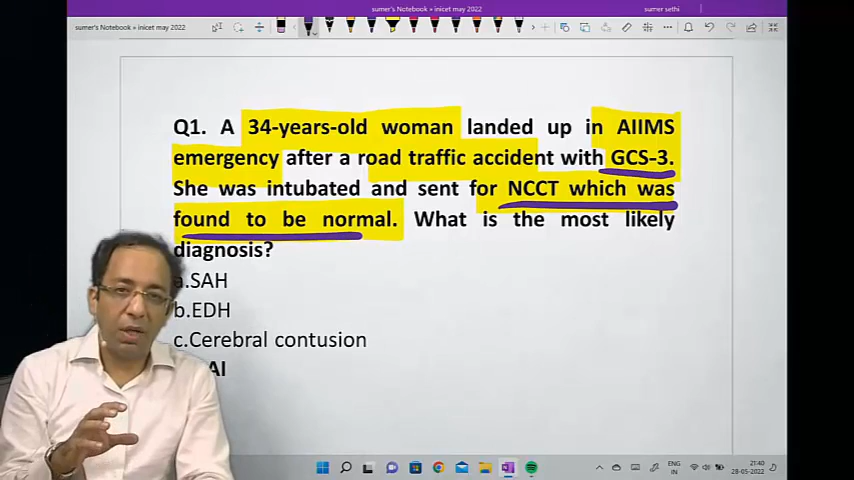 sumer's Notebook » inicet may 2022
sumer sethi
sumer's Notebook » inicet may 2022
Q1. A 34-years-old woman landed up in AIIMS
emergency after a road traffic accident with GCS-3.
She was intubated and sent for NCCT which was
found to be normal. What is the most likely
diagnosis?
a.SAH
b.EDH
c.Cerebral contusion
AI
ENG
IN
21:40
28-05-2022